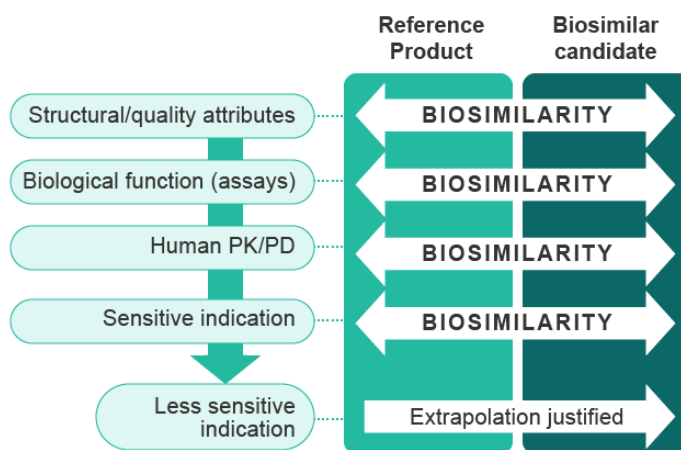 Reference
Product
Biosimilar
candidate
Structural/quality attributes
BIOSIMILARITY
Biological function (assays)
BIOSIMILARITY
Human PK/PD
BIOSIMILARITY
Sensitive indication
BIOSIMILARITY
Less sensitive
indication
Extrapolation justified